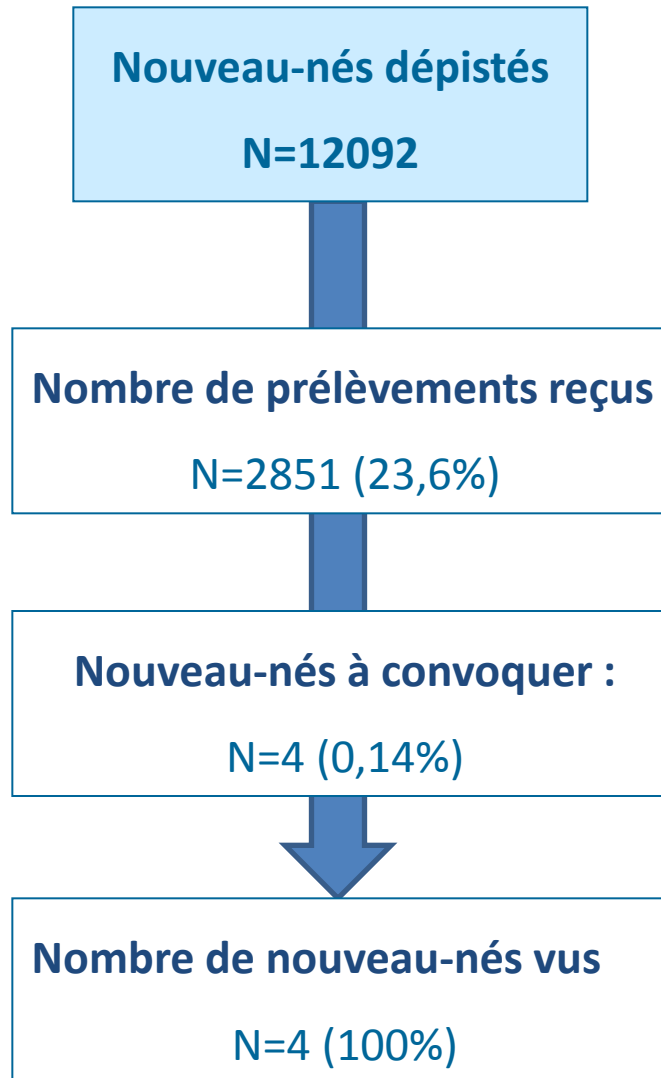 Nouveau-nés dépistés
N=12092
Nombre de prélèvements reçus
N=2851 (23,6%)
Nouveau-nés à convoquer :
N=4 (0,14%)
Nombre de nouveau-nés vus
N=4 (100%)